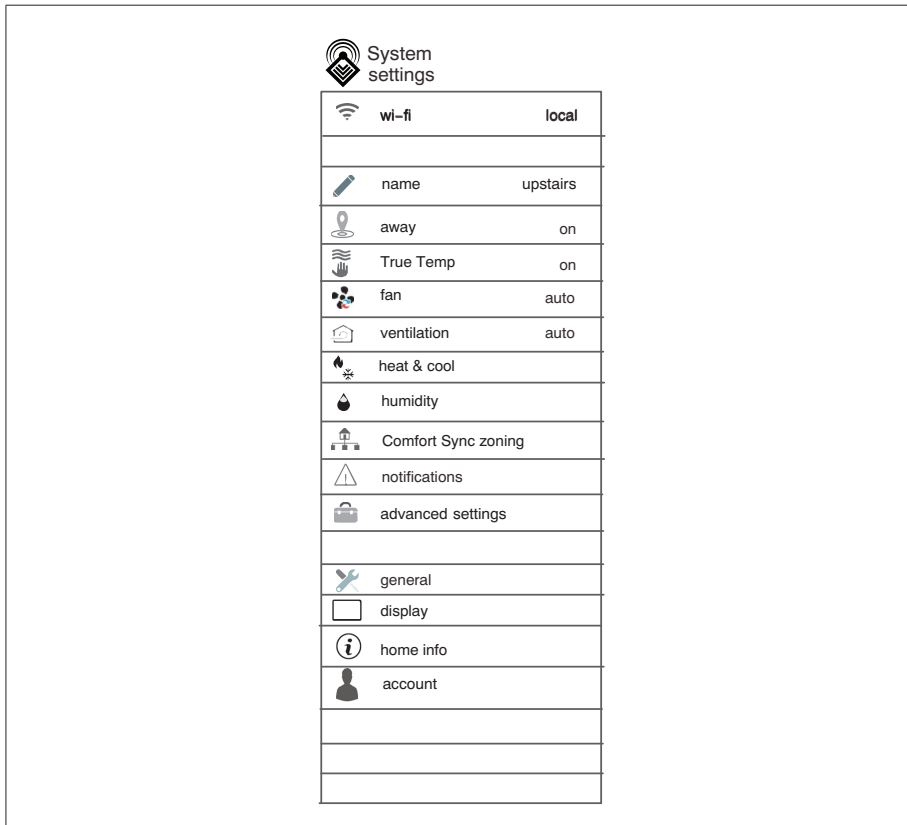 System
settings
wi-fi local
name upstairs
away on
True Temp on
fan auto
ventilation auto
heat & cool
humidity
Comfort Sync zoning
notifications
advanced settings
general
display
home info
account